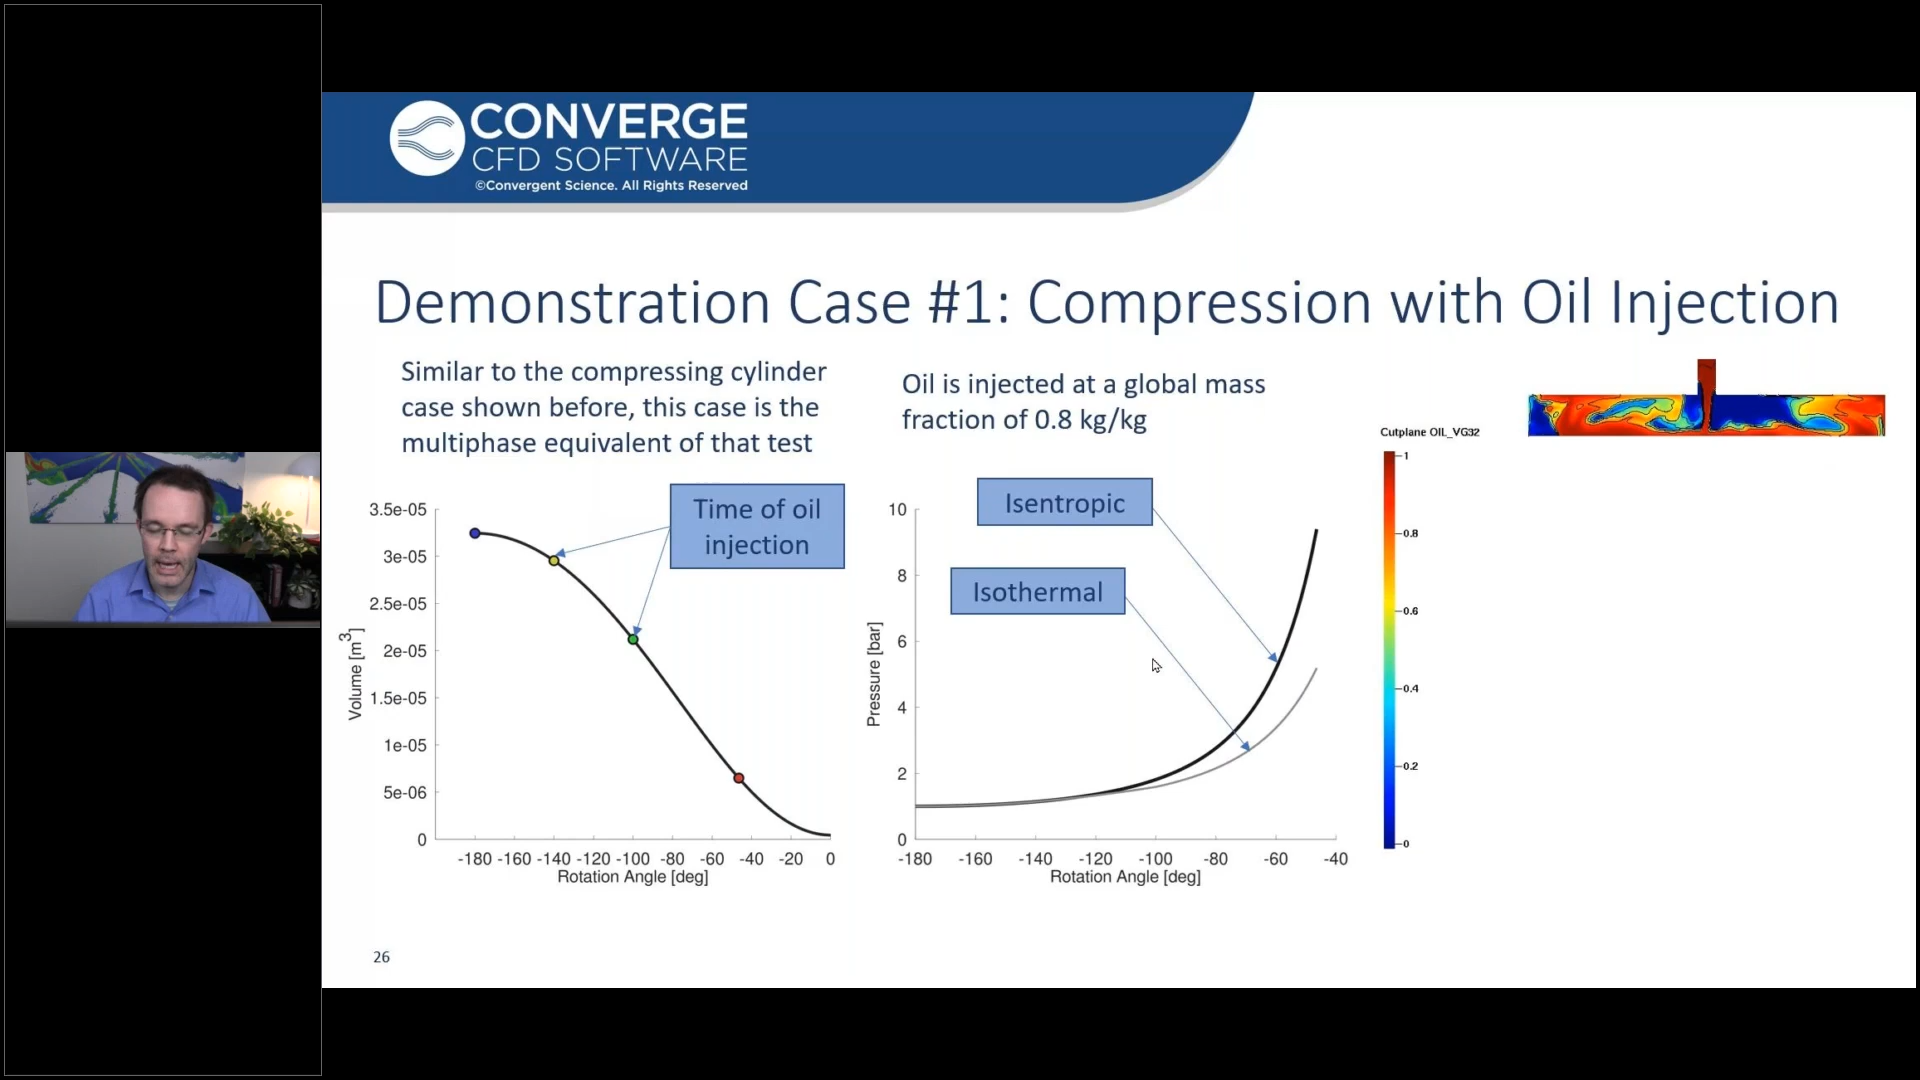 CONVERGE
CFD SOFTWARE
©Convergent Science. All Rights Reserved
Demonstration Case #1: Compression with Oil Injection
Similar to the compressing cylinder
case shown before, this case is the
multiphase equivalent of that test
Oil is injected at a global mass
fraction of 0.8 kg/kg
Time of oil
injection
3.5e-05
3e-05
2.5e-05
2e-05
1.5e-05
1e-05
5e-06
0
Volume [m³]
-180 -160 -140 -120 -100 -80 -60 -40 -20 0
Rotation Angle [deg]
Isentropic
Isothermal
10
8
6
4
2
0
Pressure [bar]
-180 -160 -140 -120 -100 -80 -60 -40
Rotation Angle [deg]
Cutplane OIL_VG32
1
0.8
0.6
0.4
0.2
0
26